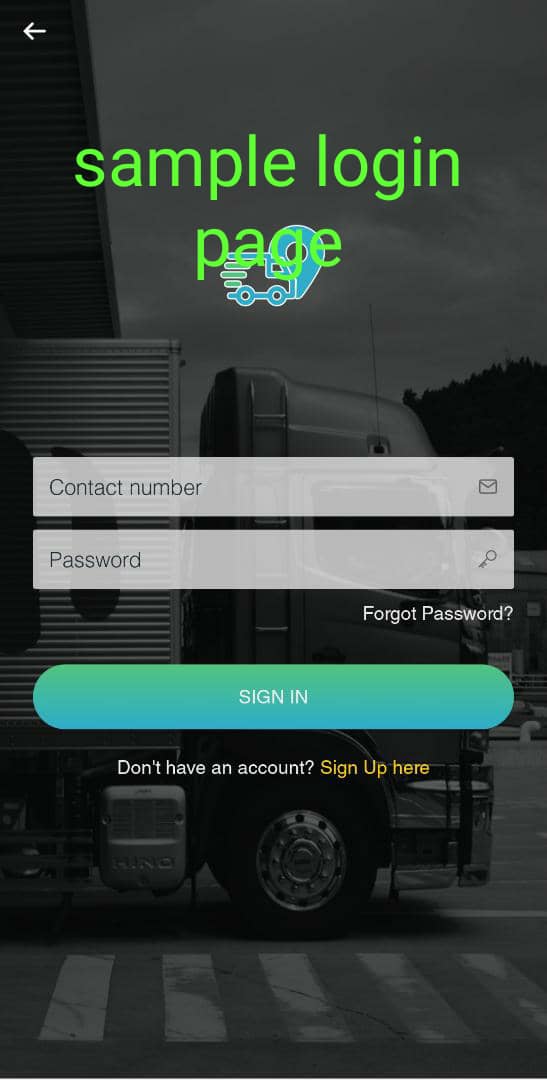 sample login
page
Contact number
Password
Forgot Password?
SIGN IN
Don't have an account? Sign Up here
HINO